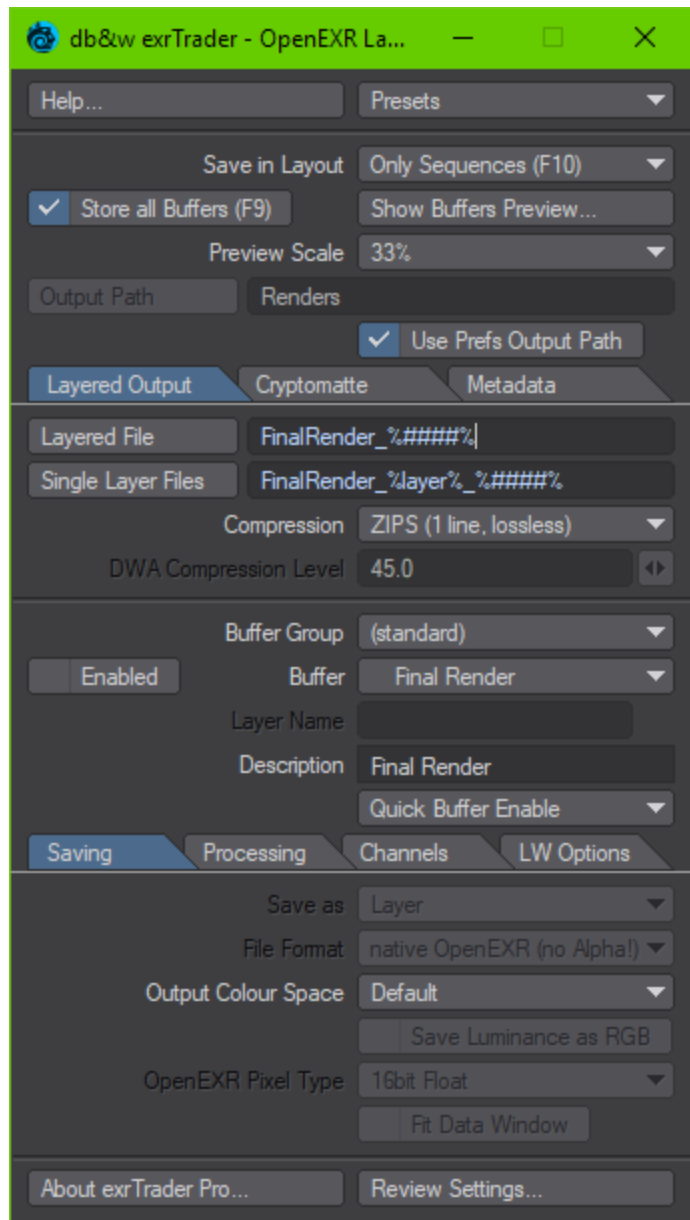 db&w exrTrader - OpenEXR La...
Help... Presets
Save in Layout Only Sequences (F10)
Store all Buffers (F9) Show Buffers Preview...
Preview Scale 33%
Output Path Renders
Use Prefs Output Path
Layered Output Cryptomatte Metadata
Layered File FinalRender_%####%
Single Layer Files FinalRender_%layer%_%####%
Compression ZIPS (1 line, lossless)
DWA Compression Level 45.0
Buffer Group (standard)
Enabled Buffer Final Render
Layer Name
Description Final Render
Quick Buffer Enable
Saving Processing Channels LW Options
Save as Layer
File Format native OpenEXR (no Alpha!)
Output Colour Space Default
Save Luminance as RGB
OpenEXR Pixel Type 16bit Float
Fit Data Window
About exrTrader Pro... Review Settings...